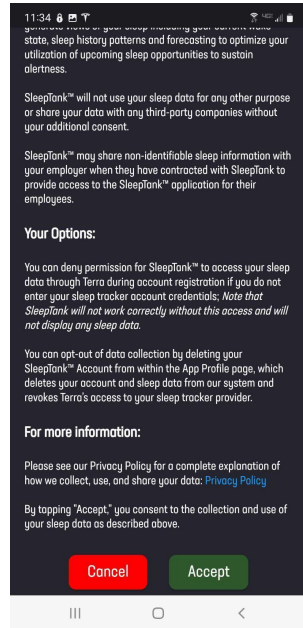 11:34
state, sleep history patterns and forecasting to optimize your
utilization of upcoming sleep opportunities to sustain
alertness.
SleepTank™ will not use your sleep data for any other purpose
or share your data with any third-party companies without
your additional consent.
SleepTank™ may share non-identifiable sleep information with
your employer when they have contracted with SleepTank to
provide access to the SleepTank™ application for their
employees.
Your Options:
You can deny permission for SleepTank™ to access your sleep
data through Terra during account registration if you do not
enter your sleep tracker account credentials; Note that
SleepTank will not work correctly without this access and will
not display any sleep data.
You can opt-out of data collection by deleting your
SleepTank™ Account from within the App Profile page, which
deletes your account and sleep data from our system and
revokes Terra's access to your sleep tracker provider.
For more information:
Please see our Privacy Policy for a complete explanation of
how we collect, use, and share your data: Privacy Policy
By tapping "Accept," you consent to the collection and use of
your sleep data as described above.
Cancel Accept